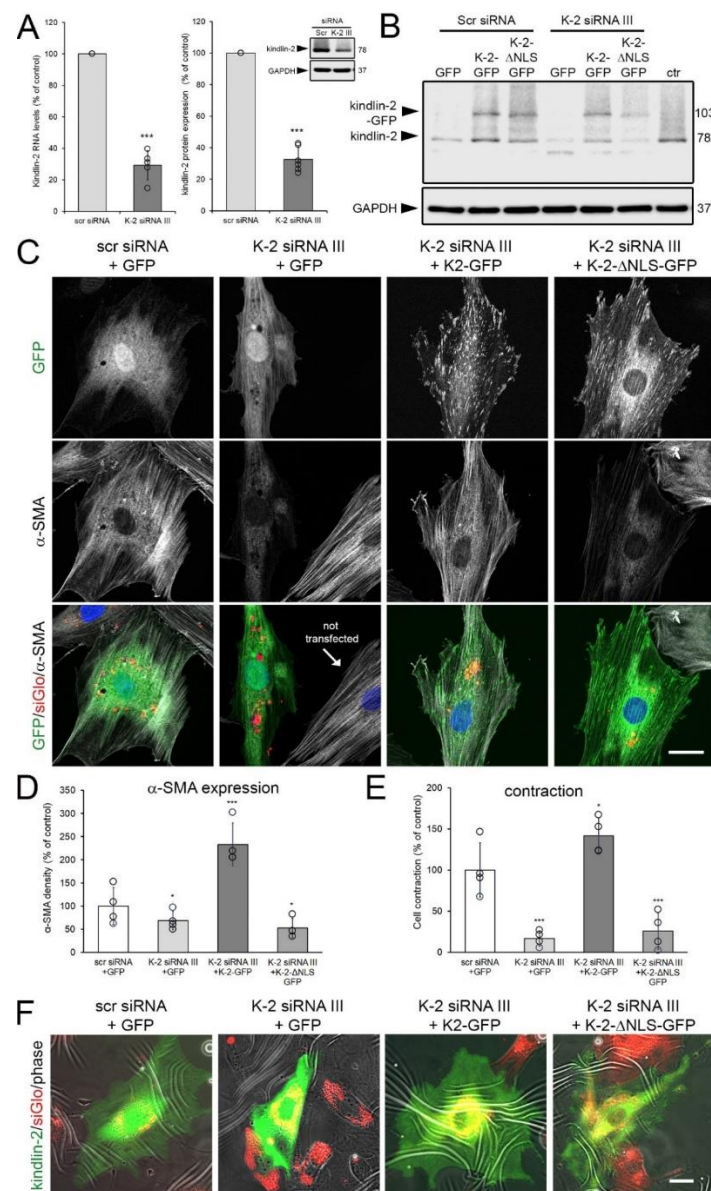 A
Kindlin-2 RNA levels (% of control)
100
80
60
40
20
0
***
scr siRNA
K-2 siRNA III
kindlin-2 protein expression (% of control)
100
80
60
40
20
0
***
scr siRNA
K-2 siRNA III
siRNA
Scr K-2 III
kindlin-2
78
GAPDH
37
B
Scr siRNA
K-2 siRNA III
GFP
K-2-
GFP
K-2-
ΔNLS
GFP
GFP
K-2-
GFP
K-2-
ΔNLS
GFP
ctr
kindlin-2
-GFP
103
kindlin-2
78
GAPDH
37
C
scr siRNA
+ GFP
K-2 siRNA III
+ GFP
K-2 siRNA III
+ K2-GFP
K-2 siRNA III
+ K-2-ΔNLS-GFP
GFP
α-SMA
GFP/siGlo/α-SMA
not
transfected
D
α-SMA expression
α-SMA density (% of control)
350
300
250
200
150
100
50
0
*
***
*
scr siRNA
+GFP
K-2 siRNA III
+GFP
K-2 siRNA III
+K-2-GFP
K-2 siRNA III
+K-2-ΔNLS
GFP
E
contraction
Cell contraction (% of control)
200
150
100
50
0
***
*
***
scr siRNA
+GFP
K-2 siRNA III
+GFP
K-2 siRNA III
+K-2-GFP
K-2 siRNA III
+K-2-ΔNLS
GFP
F
scr siRNA
+ GFP
K-2 siRNA III
+ GFP
K-2 siRNA III
+ K2-GFP
K-2 siRNA III
+ K-2-ΔNLS-GFP
kindlin-2/siGlo/phase